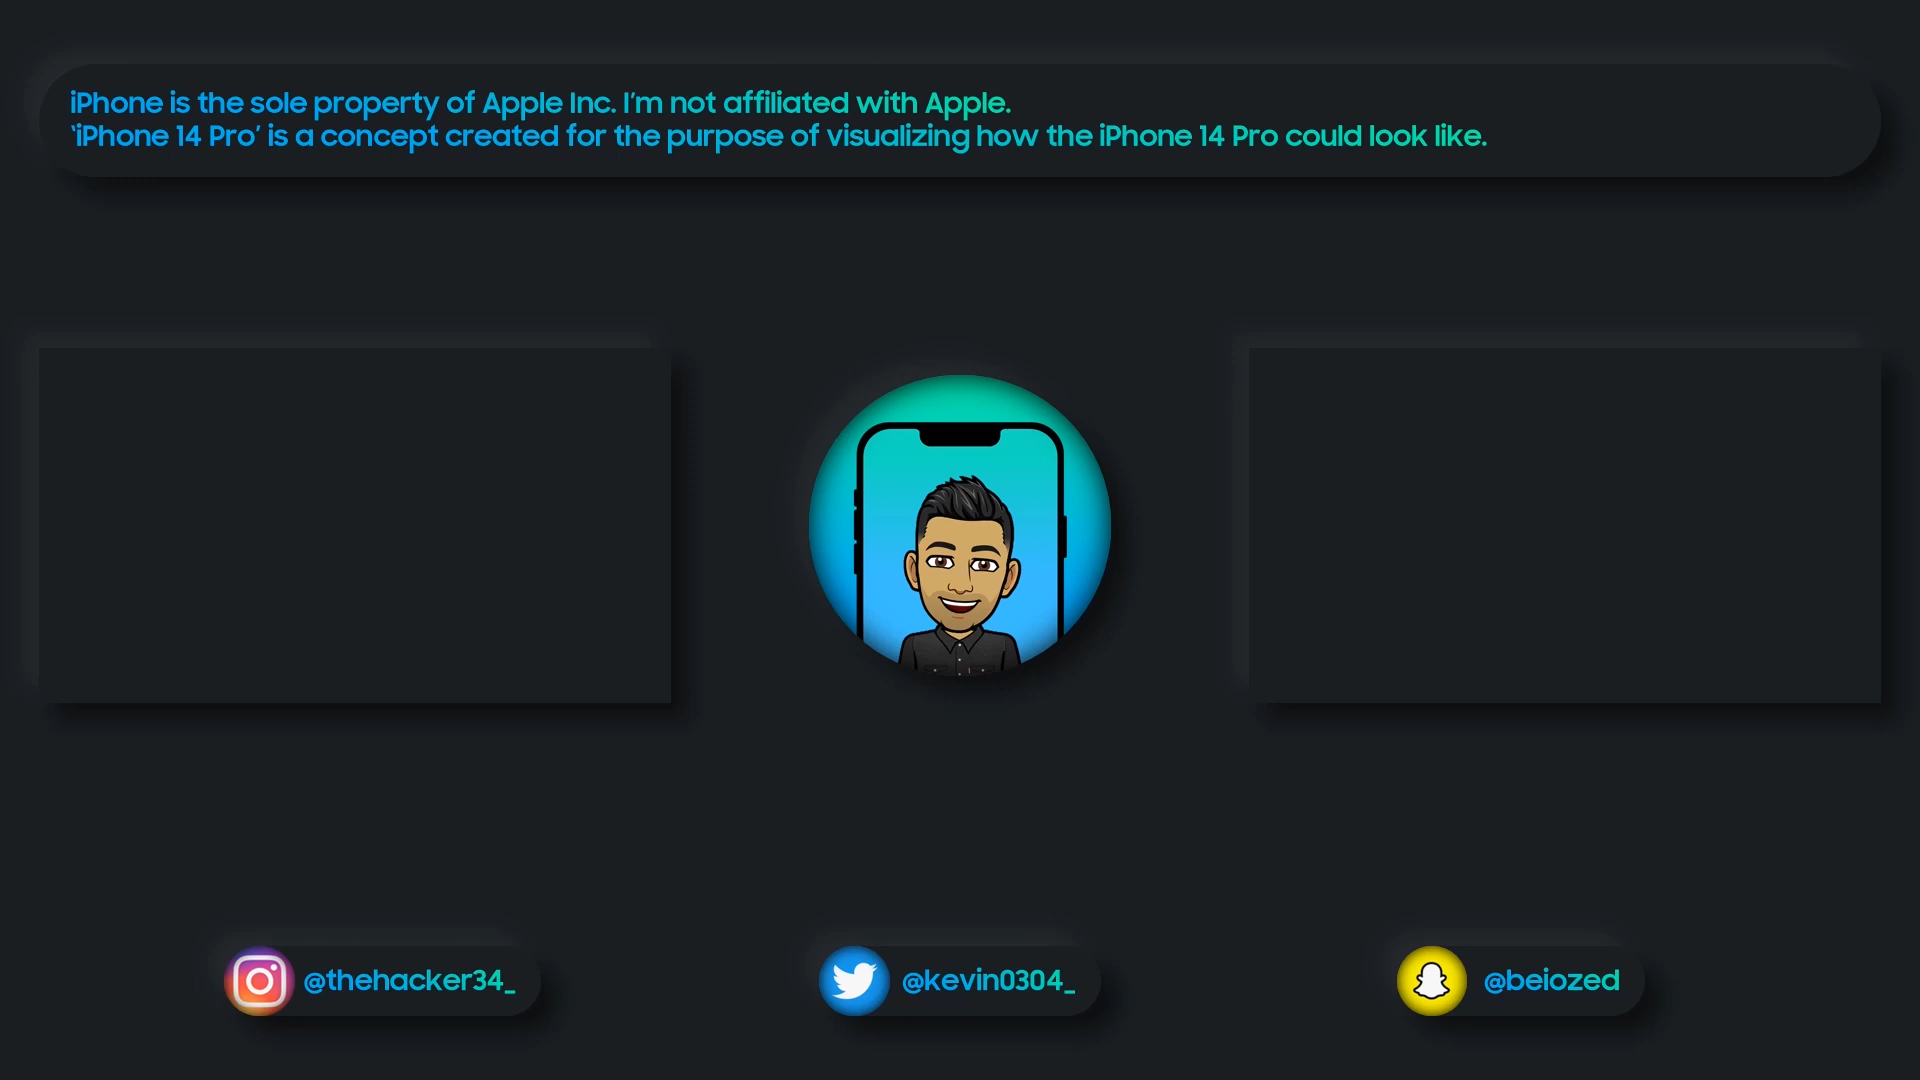 iPhone is the sole property of Apple Inc. I’m not affiliated with Apple.
‘iPhone 14 Pro’ is a concept created for the purpose of visualizing how the iPhone 14 Pro could look like.
@thehacker34_
@kevin0304_
@beiozed